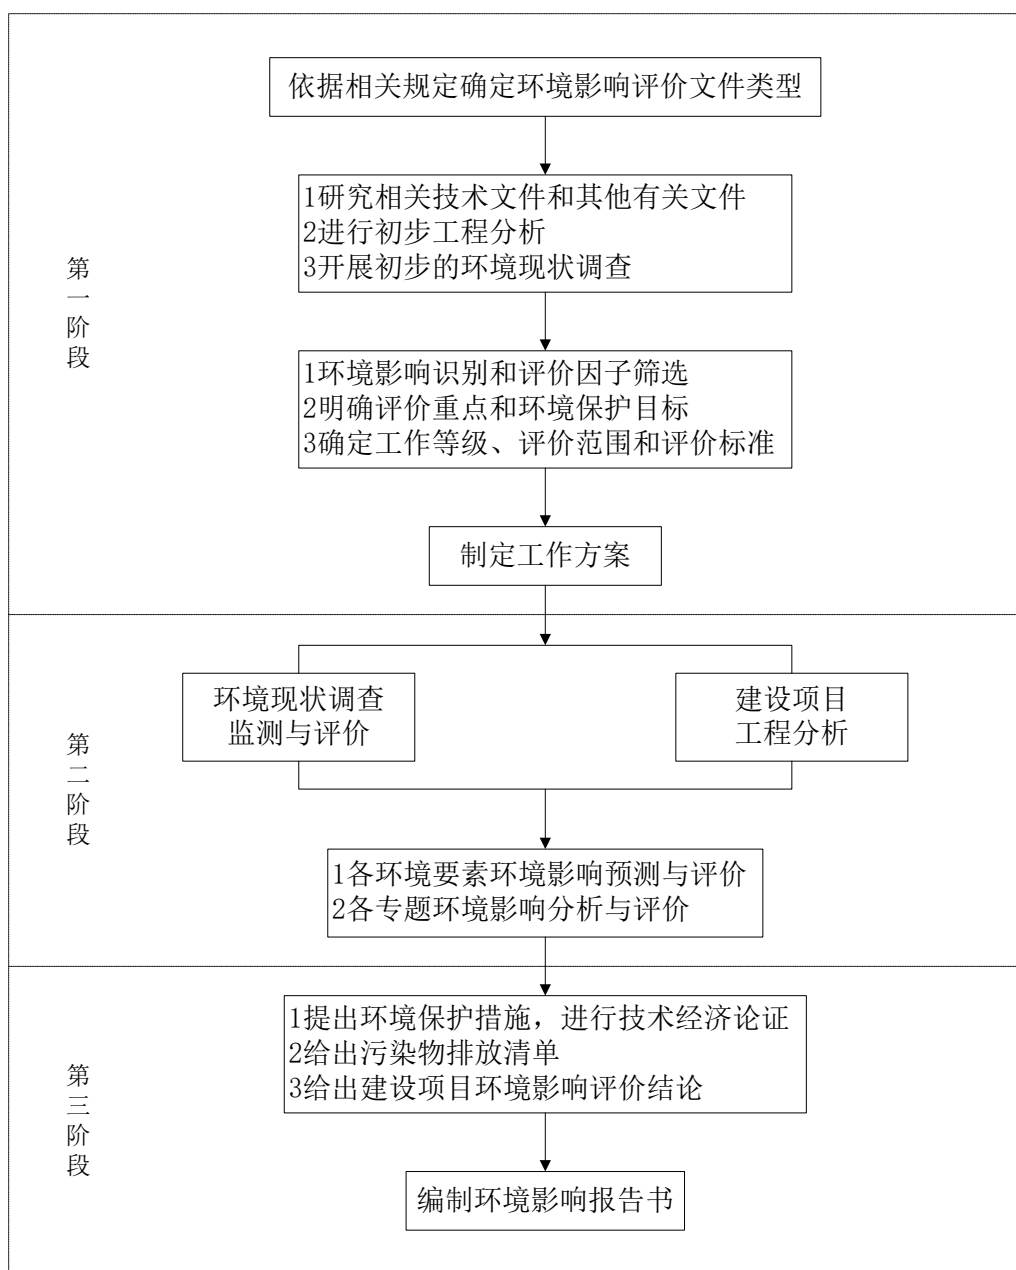 依据相关规定确定环境影响评价文件类型
1研究相关技术文件和其他有关文件
2进行初步工程分析
3开展初步的环境现状调查
第一阶段
1环境影响识别和评价因子筛选
2明确评价重点和环境保护目标
3确定工作等级、评价范围和评价标准
制定工作方案
环境现状调查
监测与评价
建设项目
工程分析
第二阶段
1各环境要素环境影响预测与评价
2各专题环境影响分析与评价
1提出环境保护措施，进行技术经济论证
2给出污染物排放清单
3给出建设项目环境影响评价结论
第三阶段
编制环境影响报告书